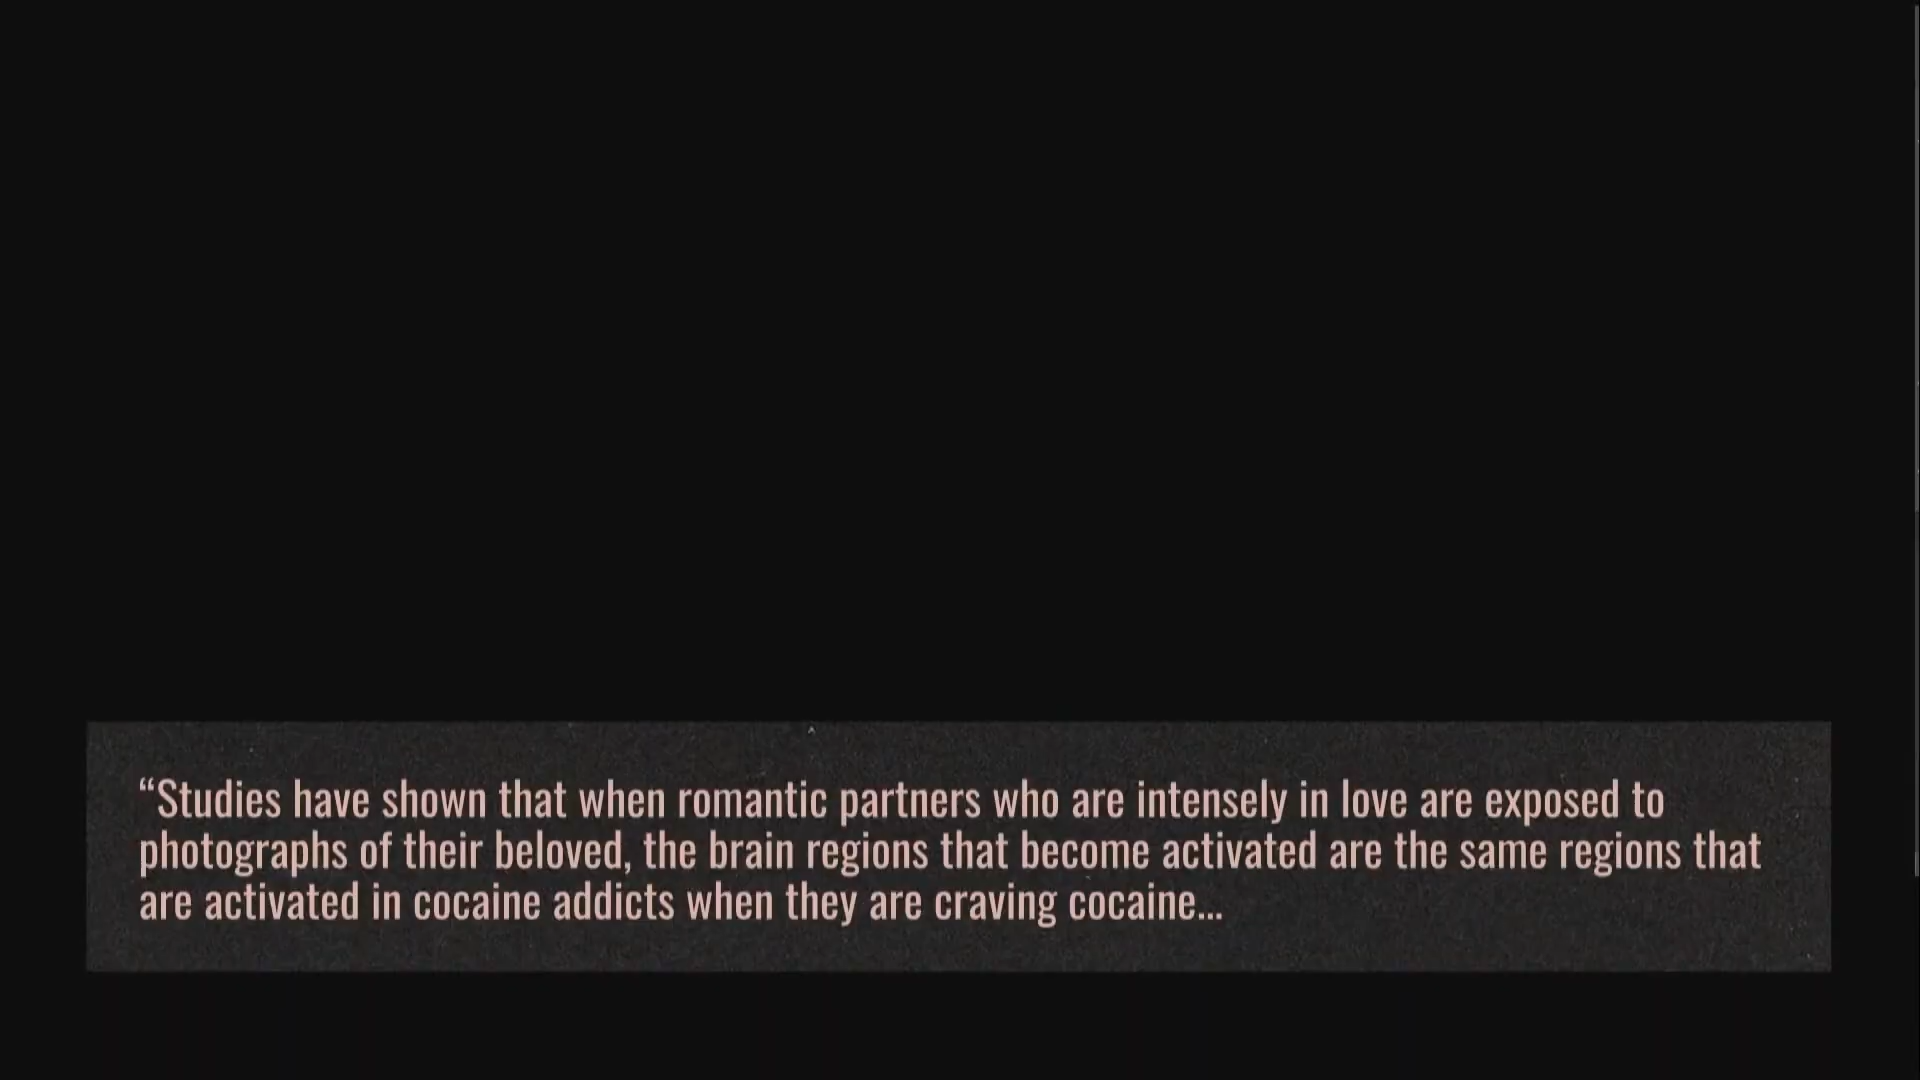 “Studies have shown that when romantic partners who are intensely in love are exposed to
photographs of their beloved, the brain regions that become activated are the same regions that
are activated in cocaine addicts when they are craving cocaine...